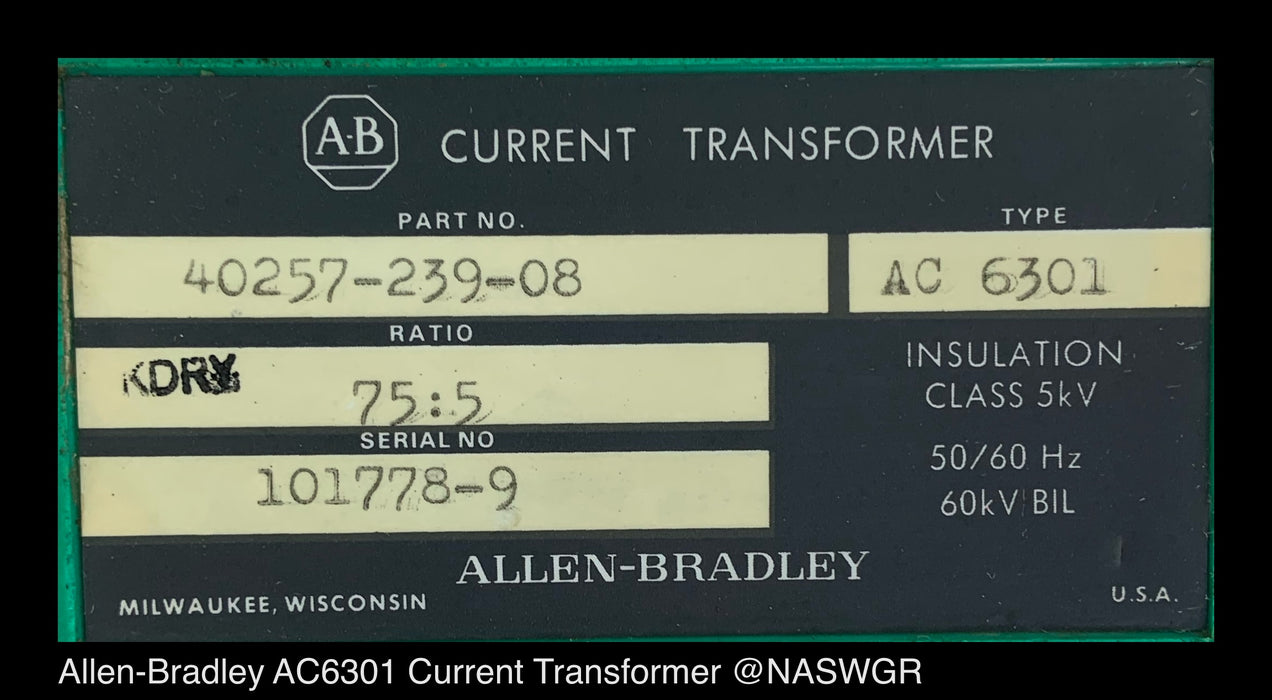 A-B CURRENT TRANSFORMER
PART NO. TYPE
40257-239-08 AC 6301
RATIO
75:5
INSULATION
CLASS 5kV
SERIAL NO
101778-9
50/60 Hz
60kV BIL
ALLEN-BRADLEY
MILWAUKEE, WISCONSIN U.S.A.
Allen-Bradley AC6301 Current Transformer @NASWGR